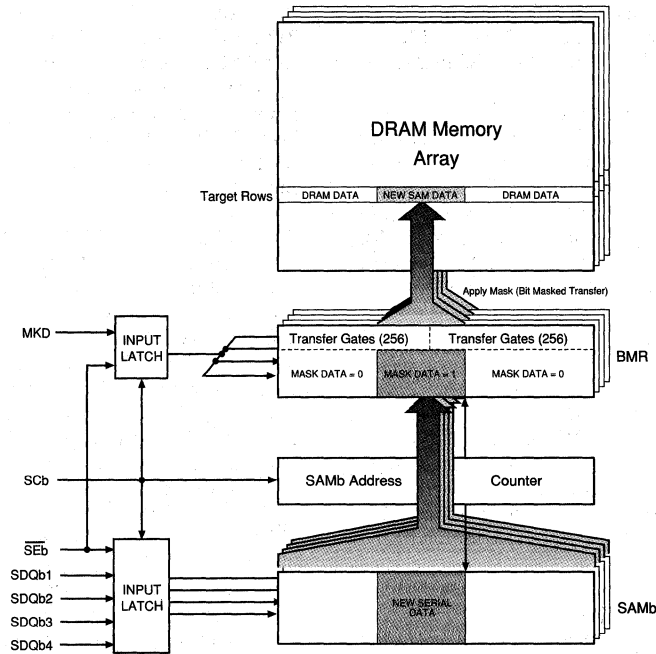 DRAM Memory
Array
Target Rows
DRAM DATA
NEW SAM DATA
DRAM DATA
Apply Mask (Bit Masked Transfer)
MKD
INPUT
LATCH
Transfer Gates (256)
Transfer Gates (256)
BMR
MASK DATA = 0
MASK DATA = 1
MASK DATA = 0
SCb
SAMb Address
Counter
SEb
SDQb1
SDQb2
SDQb3
SDQb4
INPUT
LATCH
NEW SERIAL
DATA
SAMb